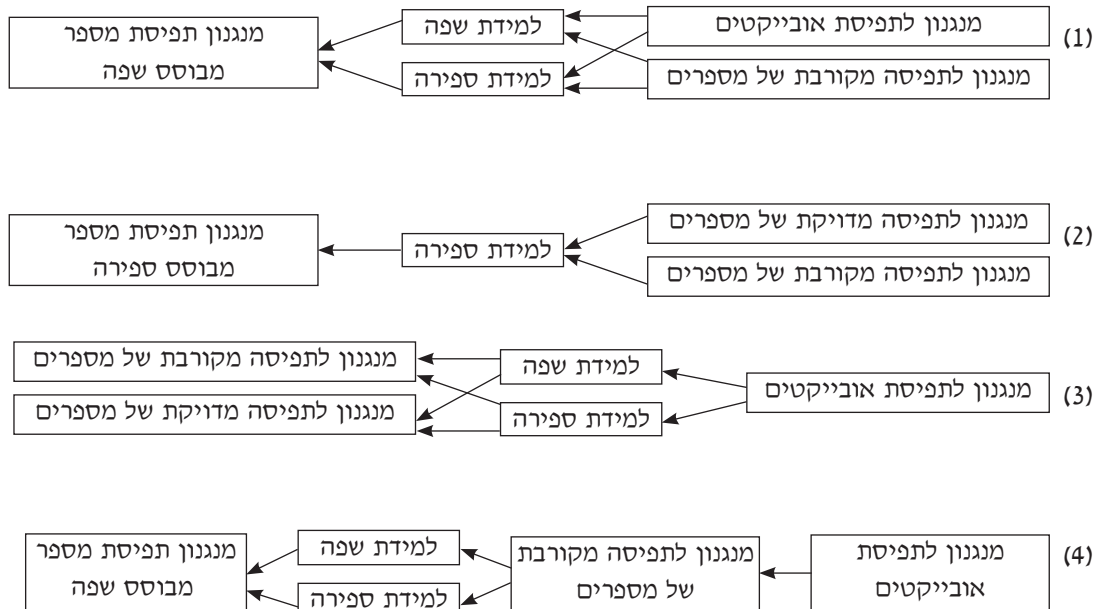 (1)
מנגנון לתפיסת אובייקטים
מנגנון לתפיסה מקורבת של מספרים
למידת שפה
למידת ספירה
מנגנון תפיסת מספר
מבוסס שפה
(2)
מנגנון לתפיסה מדויקת של מספרים
מנגנון לתפיסה מקורבת של מספרים
למידת ספירה
מנגנון תפיסת מספר
מבוסס ספירה
(3)
מנגנון לתפיסת אובייקטים
למידת שפה
למידת ספירה
מנגנון לתפיסה מקורבת של מספרים
מנגנון לתפיסה מדויקת של מספרים
(4)
מנגנון לתפיסת
אובייקטים
מנגנון לתפיסה מקורבת
של מספרים
למידת שפה
למידת ספירה
מנגנון תפיסת מספר
מבוסס שפה